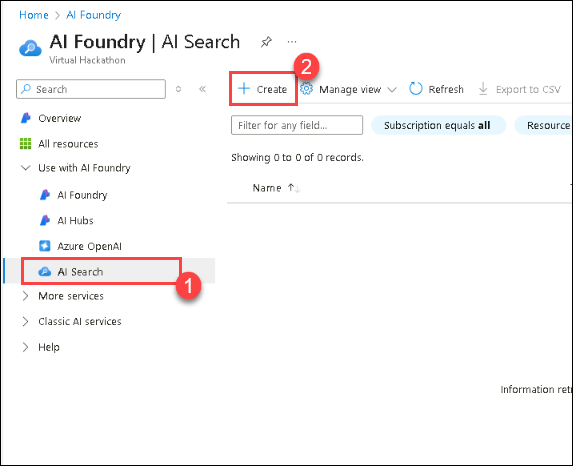 Home > AI Foundry >
AI Foundry | AI Search
Virtual Hackathon
Search
Overview
All resources
Use with AI Foundry
AI Foundry
AI Hubs
Azure OpenAI
AI Search
1
More services
Classic AI services
Help
2
+ Create
Manage view
Refresh
Export to CSV
Filter for any field...
Subscription equals all
Resource
Showing 0 to 0 of 0 records.
Name
Information retr